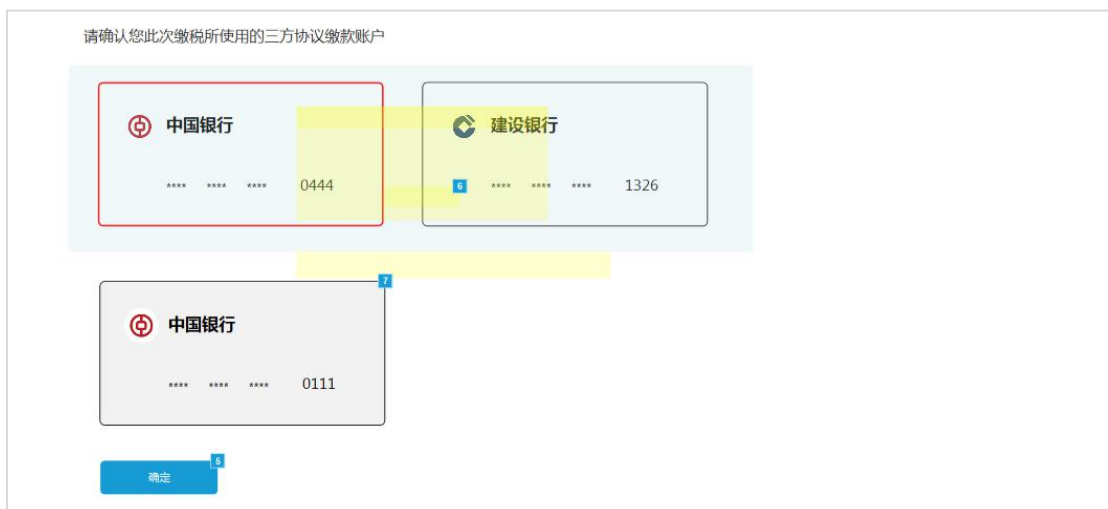 请确认您此次缴税所使用的三方协议缴款账户
中国银行
**** **** **** 0444
建设银行
6 **** **** **** 1326
7
中国银行
**** **** **** 0111
5
确定